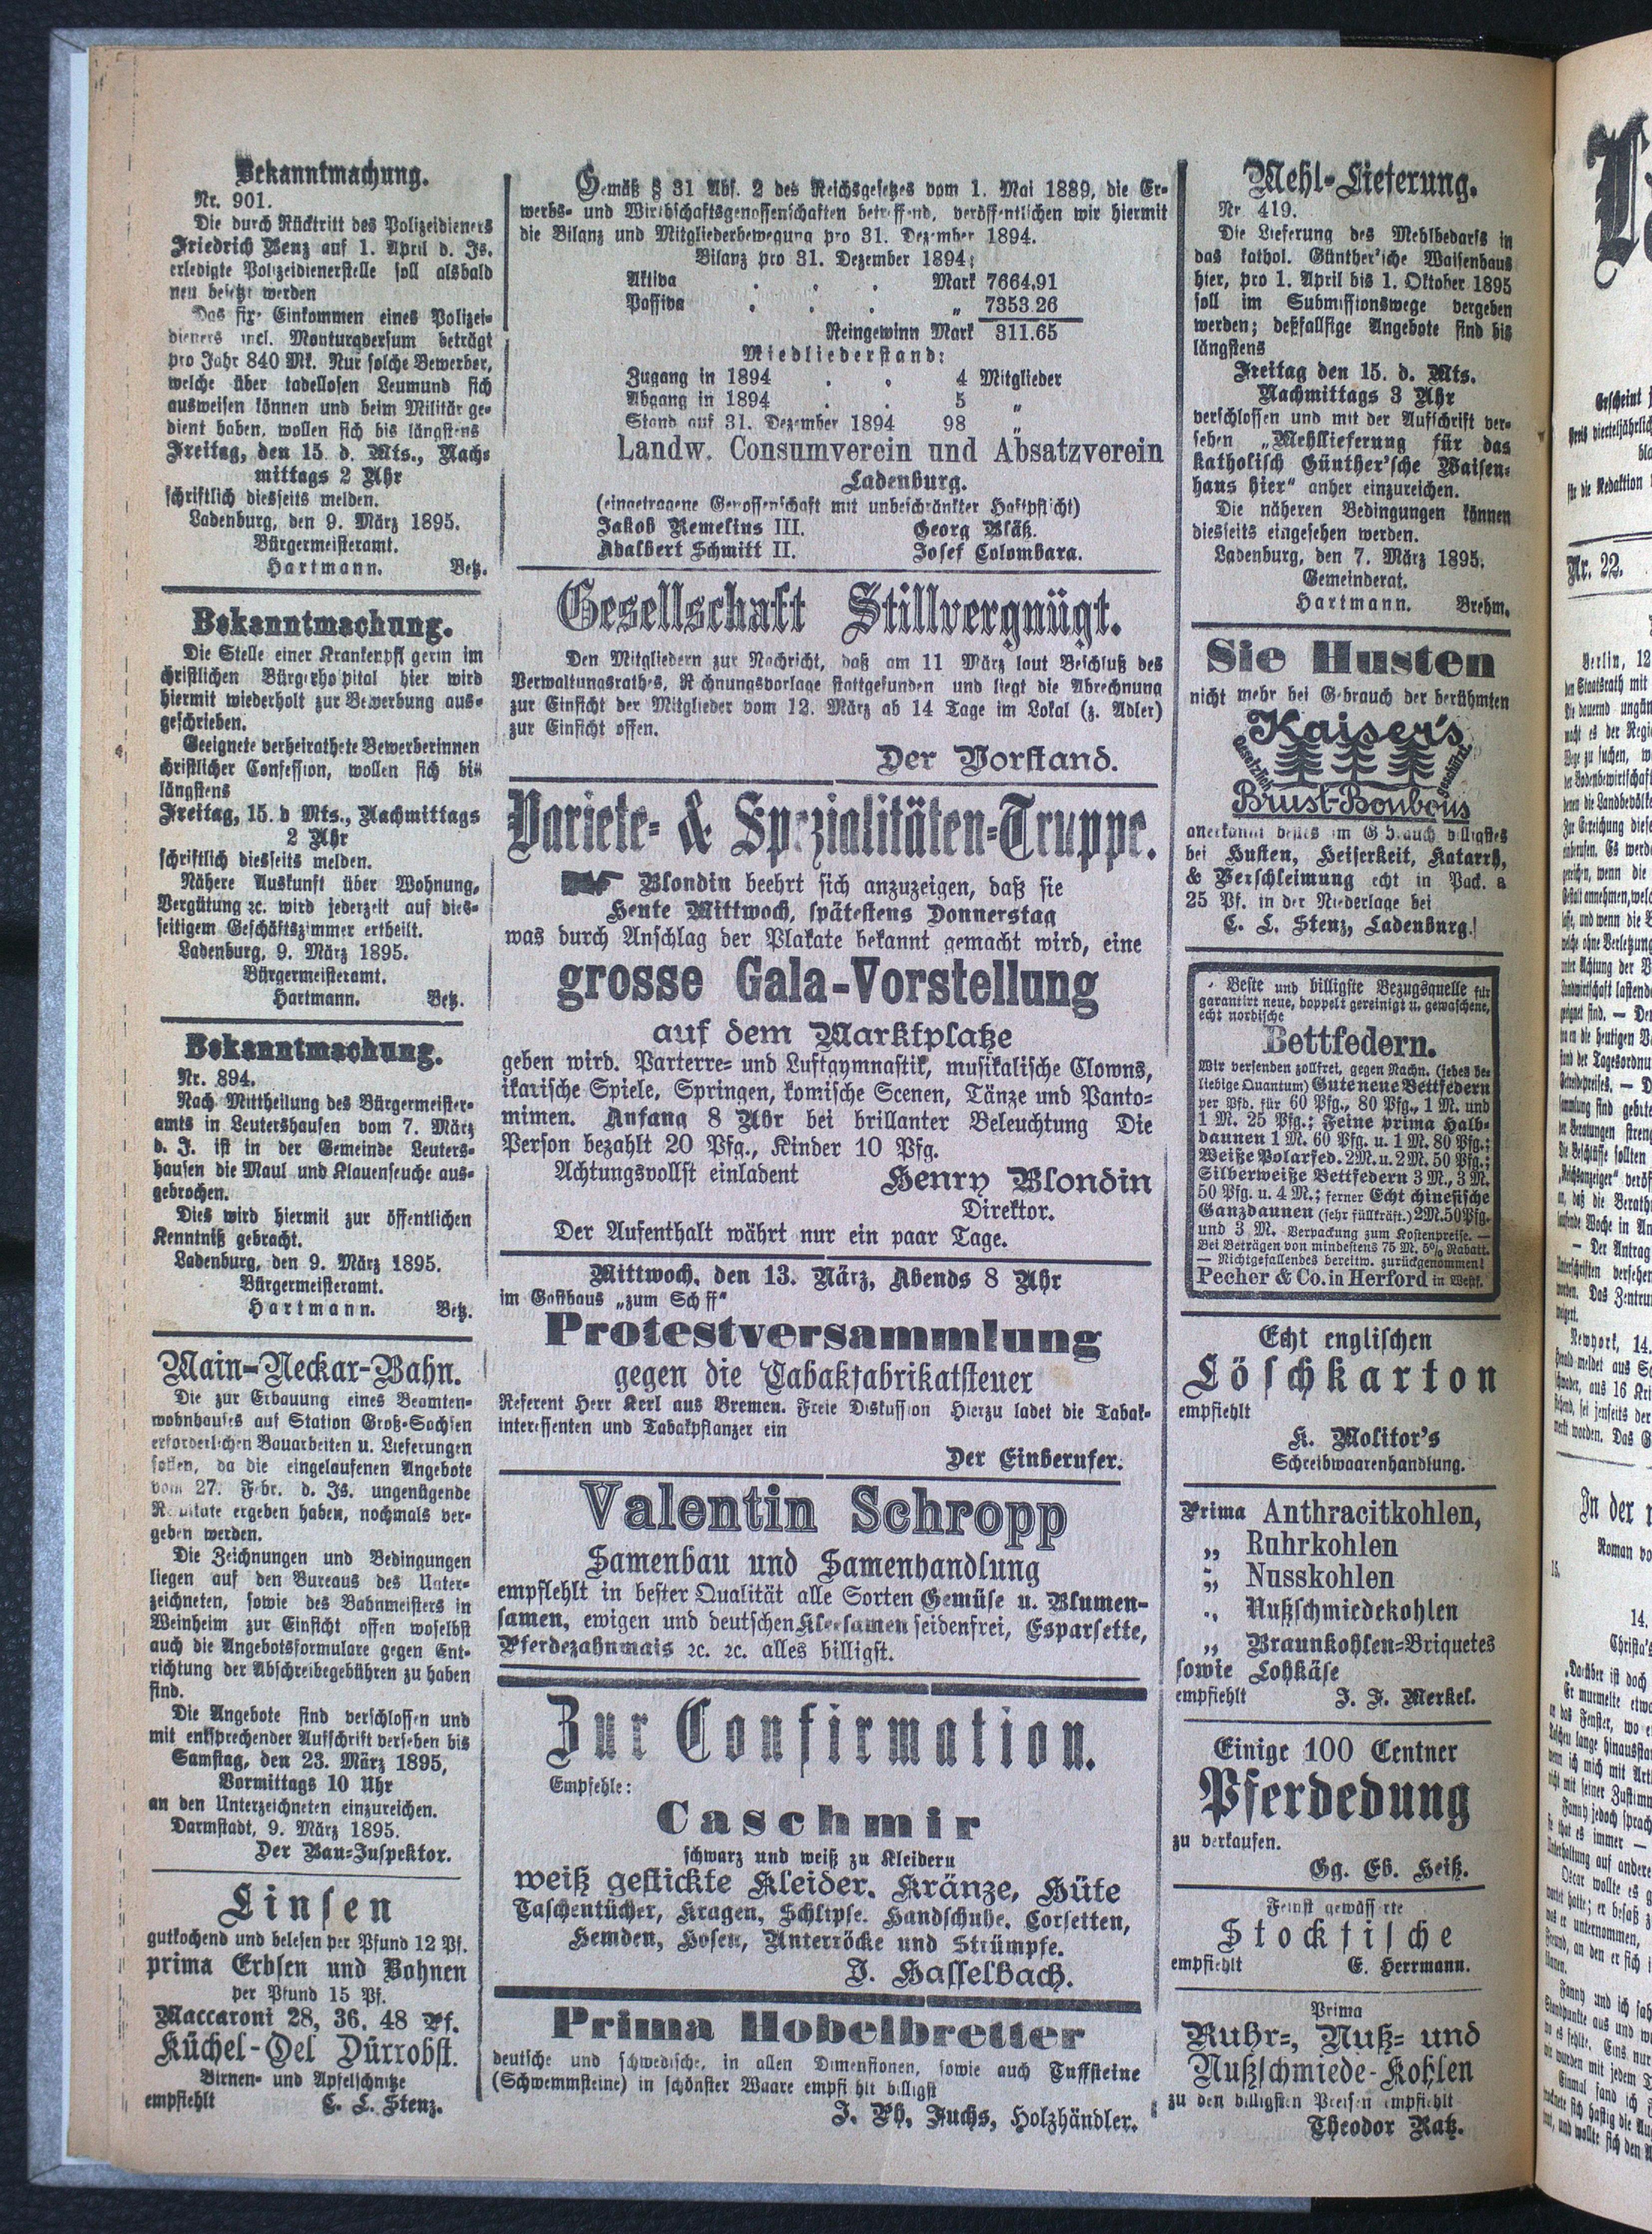 Bekanntmachung.
Nr. 901.
Die durch Rücktritt des Polizeidieners
Friedrich Benz auf 1. April d. Js.
erledigte Polizeidienerstelle soll alsbald
neu besetzt werden
Das fixe Einkommen eines Polizei-
dieners incl. Monturaversum beträgt
pro Jahr 840 Mk. Nur solche Bewerber,
welche über tadellosen Leumund sich
ausweisen können und beim Militär ge-
dient haben, wollen sich bis längstens
Freitag, den 15. d. Mts., Nach-
mittags 2 Uhr
schriftlich diesseits melden.
Ladenburg, den 9. März 1895.
Bürgermeisteramt.
Hartmann. Betz.
Bekanntmachung.
Die Stelle einer Krankenpflegerin im
christlichen Bürgerhospital hier wird
hiermit wiederholt zur Bewerbung aus-
geschrieben.
Geeignete verheirathete Bewerberinnen
christlicher Confession, wollen sich bis
längstens
Freitag, 15. d Mts., Nachmittags
2 Uhr
schriftlich diesseits melden.
Nähere Auskunft über Wohnung,
Vergütung ꝛc. wird jederzeit auf dies-
seitigem Geschäftszimmer ertheilt.
Ladenburg, 9. März 1895.
Bürgermeisteramt.
Hartmann. Betz.
Bekanntmachung.
Nr. 894.
Nach Mittheilung des Bürgermeister-
amts in Leutershausen vom 7. März
d. J. ist in der Gemeinde Leuters-
hausen die Maul und Klauenseuche aus-
gebrochen.
Dies wird hiermit zur öffentlichen
Kenntniß gebracht.
Ladenburg, den 9. März 1895.
Bürgermeisteramt.
Hartmann. Betz.
Main-Neckar-Bahn.
Die zur Erbauung eines Beamten-
wohnhauses auf Station Groß-Sachsen
erforderlichen Bauarbeiten u. Lieferungen
sollen, da die eingelaufenen Angebote
vom 27. Febr. d. Js. ungenügende
Resultate ergeben haben, nochmals ver-
geben werden.
Die Zeichnungen und Bedingungen
liegen auf den Bureaus des Unter-
zeichneten, sowie des Bahnmeisters in
Weinheim zur Einsicht offen woselbst
auch die Angebotsformulare gegen Ent-
richtung der Abschreibegebühren zu haben
sind.
Die Angebote sind verschlossen und
mit entsprechender Aufschrift versehen bis
Samstag, den 23. März 1895,
Vormittags 10 Uhr
an den Unterzeichneten einzureichen.
Darmstadt, 9. März 1895.
Der Bau-Inspektor.
Linsen
gutkochend und belesen per Pfund 12 Pf.
prima Erbsen und Bohnen
per Pfund 15 Pf.
Maccaroni 28, 36, 48 Pf.
Küchel-Oel Dürrobst.
Birnen- und Apfelschnitze
empfiehlt C. L. Stenz.
Gemäß § 31 Abs. 2 des Reichsgesetzes vom 1. Mai 1889, die Er-
werbs- und Wirthschaftsgenossenschaften betreffend, veröffentlichen wir hiermit
die Bilanz und Mitgliederbewegung pro 31. Dezember 1894.
Bilanz pro 31. Dezember 1894:
Aktiva . . . Mark 7664.91
Passiva . . . „ 7353.26
Reingewinn Mark 311.65
Miedliederstand:
Zugang in 1894 . . 4 Mitglieder
Abgang in 1894 . . 5 „
Stand auf 31. Dezember 1894 98 „
Landw. Consumverein und Absatzverein
Ladenburg.
(eingetragene Genossenschaft mit unbeschränkter Haftpflicht)
Jakob Remelius III. Georg Bläß.
Adalbert Schmitt II. Josef Colombara.
Gesellschaft Stillvergnügt.
Den Mitgliedern zur Nachricht, daß am 11 März laut Beschluß des
Verwaltungsrathes, Rechnungsvorlage stattgefunden und liegt die Abrechnung
zur Einsicht der Mitglieder vom 12. März ab 14 Tage im Lokal (z. Adler)
zur Einsicht offen.
Der Vorstand.
Variete- & Spezialitäten-Truppe.
Blondin beehrt sich anzuzeigen, daß sie
Heute Mittwoch, spätestens Donnerstag
was durch Anschlag der Plakate bekannt gemacht wird, eine
grosse Gala-Vorstellung
auf dem Marktplatze
geben wird. Parterre- und Luftgymnastik, musikalische Clowns,
ikarische Spiele, Springen, komische Scenen, Tänze und Panto-
mimen. Anfang 8 Uhr bei brillanter Beleuchtung Die
Person bezahlt 20 Pfg., Kinder 10 Pfg.
Achtungsvollst einladent Henry Blondin
Direktor.
Der Aufenthalt währt nur ein paar Tage.
Mittwoch, den 13. März, Abends 8 Uhr
im Gasthaus „zum Schiff“
Protestversammlung
gegen die Tabakfabrikatsteuer
Referent Herr Kerl aus Bremen. Freie Diskussion Hierzu ladet die Tabak-
interessenten und Tabakpflanzer ein
Der Einberufer.
Valentin Schropp
Samenbau und Samenhandlung
empfiehlt in bester Qualität alle Sorten Gemüse u. Blumen-
samen, ewigen und deutschen Kleesamen seidenfrei, Esparsette,
Pferdezahnmais ꝛc. ꝛc. alles billigst.
Zur Confirmation.
Empfehle:
Caschmir
schwarz und weiß zu Kleidern
weiß gestickte Kleider. Kränze, Hüte
Taschentücher, Kragen, Schlipse. Handschuhe, Corsetten,
Hemden, Hosen, Unterröcke und Strümpfe.
J. Hasselbach.
Prima Hobelbretter
deutsche und schwedische, in allen Dimensionen, sowie auch Tuffsteine
(Schwemmsteine) in schönster Waare empfiehlt billigst
J. Ph. Fuchs, Holzhändler.
Mehl-Lieferung.
Nr 419.
Die Lieferung des Mehlbedarfs in
das kathol. Günther'sche Waisenhaus
hier, pro 1. April bis 1. Oktober 1895
soll im Submissionswege vergeben
werden; deßfallsige Angebote sind bis
längstens
Freitag den 15. d. Mts.
Nachmittags 3 Uhr
verschlossen und mit der Aufschrift ver-
sehen „Mehllieferung für das
katholisch Günther'sche Waisen-
haus hier“ anher einzureichen.
Die näheren Bedingungen können
diesseits eingesehen werden.
Ladenburg, den 7. März 1895.
Gemeinderat.
Hartmann. Brehm.
Sie Husten
nicht mehr bei Gebrauch der berühmten
Kaiser's
Gesetzlich geschützt
Brust-Bonbons
anerkannt bestes im Gebrauch billigstes
bei Husten, Heiserkeit, Katarrh,
& Verschleimung echt in Pack. a
25 Pf. in der Niederlage bei
C. L. Stenz, Ladenburg.
Beste und billigste Bezugsquelle für
garantirt neue, doppelt gereinigt u. gewaschene,
echt nordische
Bettfedern.
Wir versenden zollfrei, gegen Nachn. (jedes be-
liebige Quantum) Gute neue Bettfedern
per Pfd. für 60 Pfg., 80 Pfg., 1 M. und
1 M. 25 Pfg.; Feine prima Halb-
daunen 1 M. 60 Pfg. u. 1 M. 80 Pfg.;
Weiße Polarfed. 2 M. u. 2 M. 50 Pfg.;
Silberweiße Bettfedern 3 M., 3 M.
50 Pfg. u. 4 M.; ferner Echt chinesische
Ganzdaunen (sehr füllkräft.) 2 M. 50 Pfg.
und 3 M. Verpackung zum Kostenpreise. —
Bei Beträgen von mindestens 75 M. 5% Rabatt.
— Nichtgefallendes bereitw. zurückgenommen!
Pecher & Co. in Herford in Westf.
Echt englischen
Löschkarton
empfiehlt
K. Molitor's
Schreibwaarenhandlung.
Prima Anthracitkohlen,
„ Ruhrkohlen
„ Nusskohlen
„ Nußschmiedekohlen
„ Braunkohlen-Briquetes
sowie Lohkäse
empfiehlt J. F. Merkel.
Einige 100 Centner
Pferdedung
zu verkaufen.
Gg. Eb. Heiß.
Feinst gewässerte
Stockfische
empfiehlt E. Herrmann.
Prima
Ruhr-, Nuß- und
Nußschmiede-Kohlen
zu den billigsten Preisen empfiehlt
Theodor Ratz.
Nr. 22.